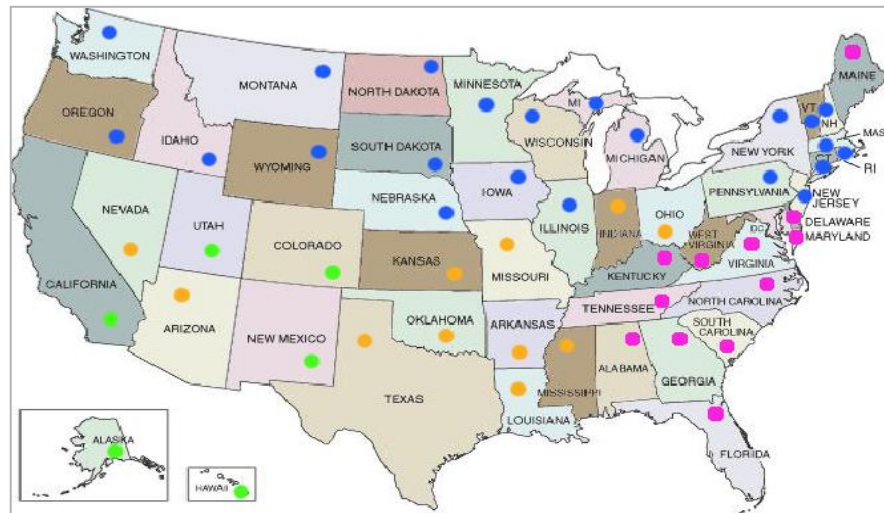 WASHINGTON
MONTANA
NORTH DAKOTA
MINNESOTA
MAINE
VT
NH
MI
OREGON
IDAHO
WISCONSIN
MAS
SOUTH DAKOTA
MICHIGAN
NEW YORK
CT
RI
WYOMING
NEBRASKA
IOWA
PENNSYLVANIA
NEW
JERSEY
NEVADA
UTAH
ILLINOIS
INDIANA
OHIO
DELAWARE
MARYLAND
DC
WEST
VIRGINIA
VIRGINIA
COLORADO
KANSAS
MISSOURI
KENTUCKY
CALIFORNIA
NORTH CAROLINA
TENNESSEE
ARIZONA
NEW MEXICO
OKLAHOMA
ARKANSAS
SOUTH
CAROLINA
MISSISSIPPI
ALABAMA
GEORGIA
TEXAS
LOUISIANA
FLORIDA
ALASKA
HAWAII